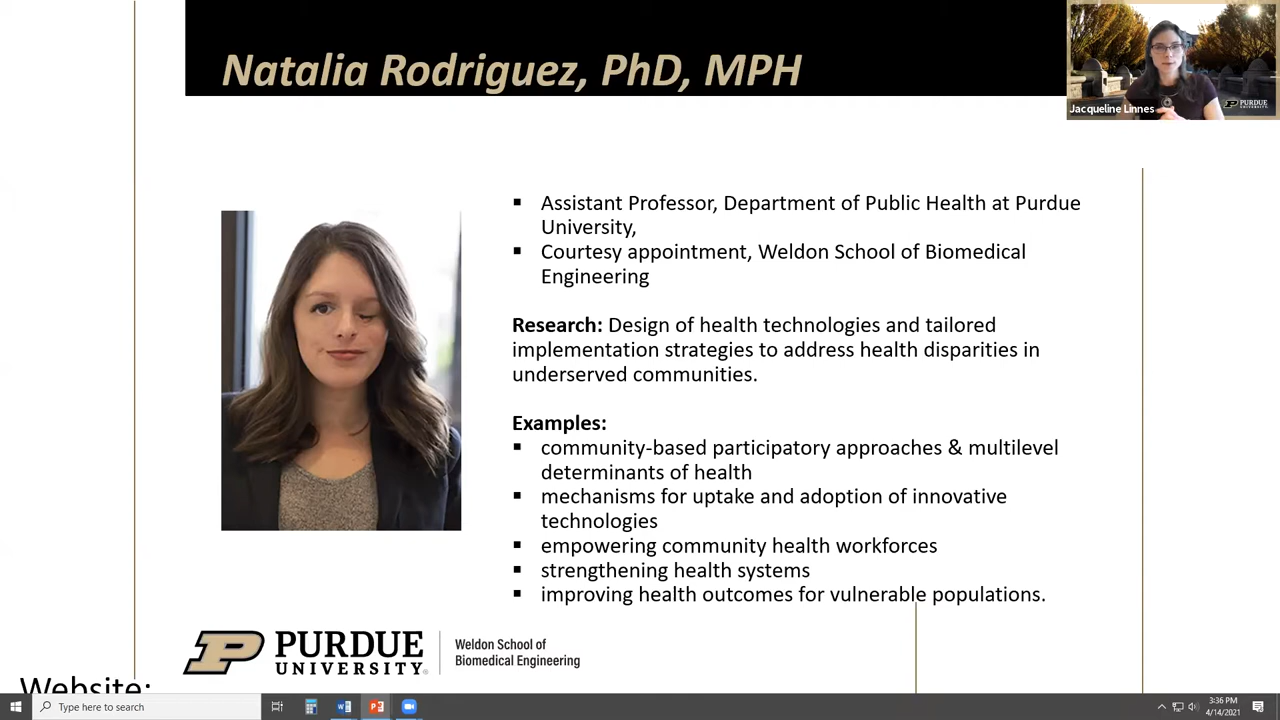 Natalia Rodriguez, PhD, MPH
Jacqueline Linnes
PURDUE
UNIVERSITY
Assistant Professor, Department of Public Health at Purdue
University,
Courtesy appointment, Weldon School of Biomedical
Engineering
Research: Design of health technologies and tailored
implementation strategies to address health disparities in
underserved communities.
Examples:
community-based participatory approaches & multilevel
determinants of health
mechanisms for uptake and adoption of innovative
technologies
empowering community health workforces
strengthening health systems
improving health outcomes for vulnerable populations.
PURDUE
UNIVERSITY®
Weldon School of
Biomedical Engineering
Website:
Type here to search
3:36 PM
4/14/2021